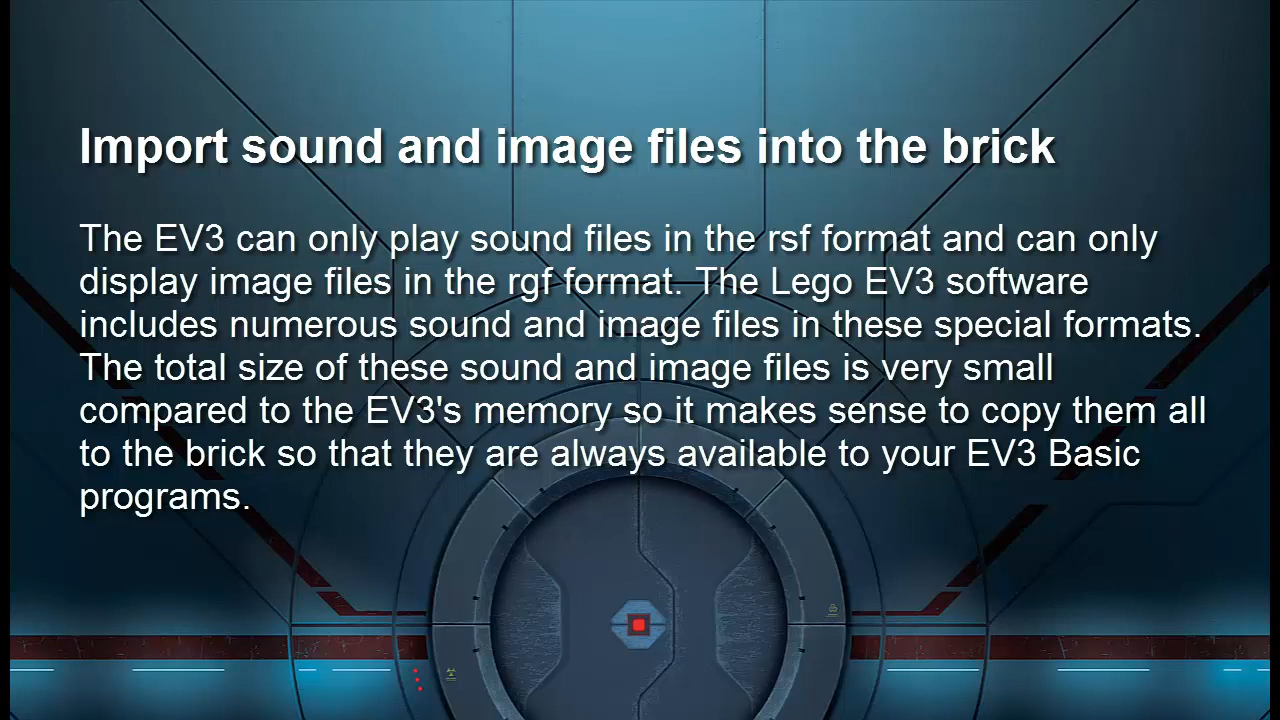 Import sound and image files into the brick
The EV3 can only play sound files in the rsf format and can only
display image files in the rgf format. The Lego EV3 software
includes numerous sound and image files in these special formats.
The total size of these sound and image files is very small
compared to the EV3's memory so it makes sense to copy them all
to the brick so that they are always available to your EV3 Basic
programs.